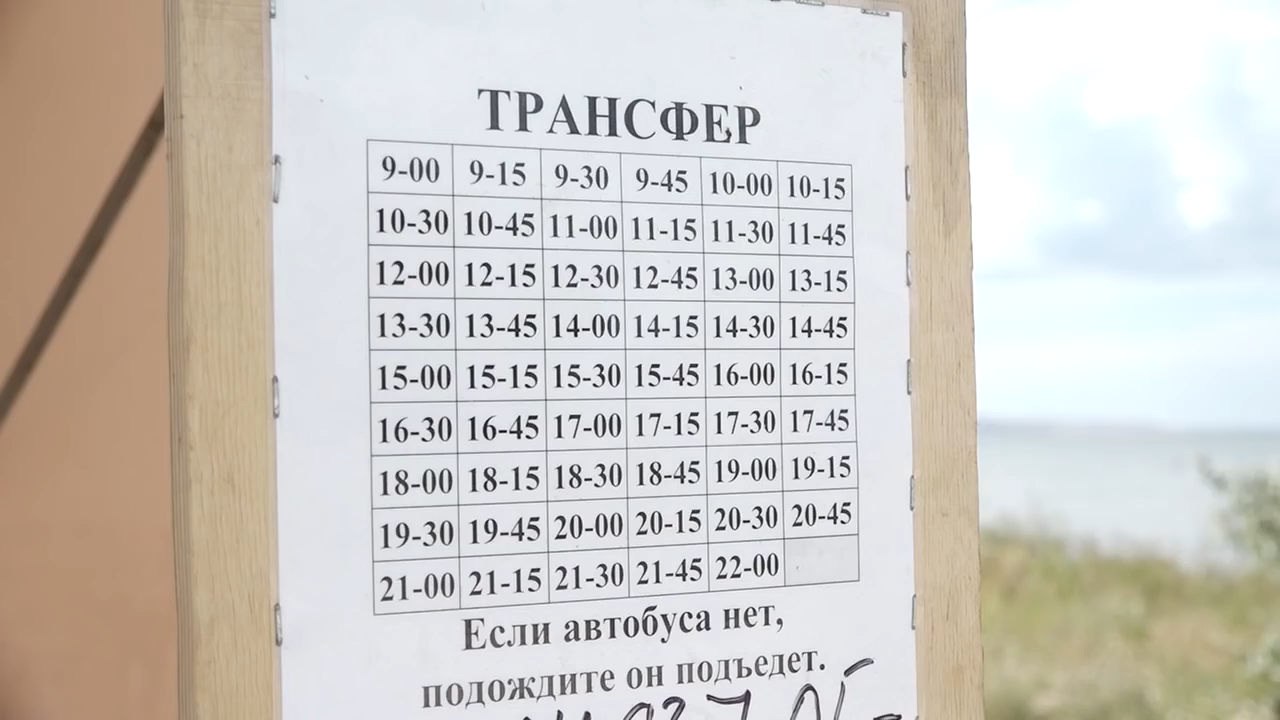 ТРАНСФЕР
9-00 9-15 9-30 9-45 10-00 10-15
10-30 10-45 11-00 11-15 11-30 11-45
12-00 12-15 12-30 12-45 13-00 13-15
13-30 13-45 14-00 14-15 14-30 14-45
15-00 15-15 15-30 15-45 16-00 16-15
16-30 16-45 17-00 17-15 17-30 17-45
18-00 18-15 18-30 18-45 19-00 19-15
19-30 19-45 20-00 20-15 20-30 20-45
21-00 21-15 21-30 21-45 22-00
Если автобуса нет,
подождите он подъедет.